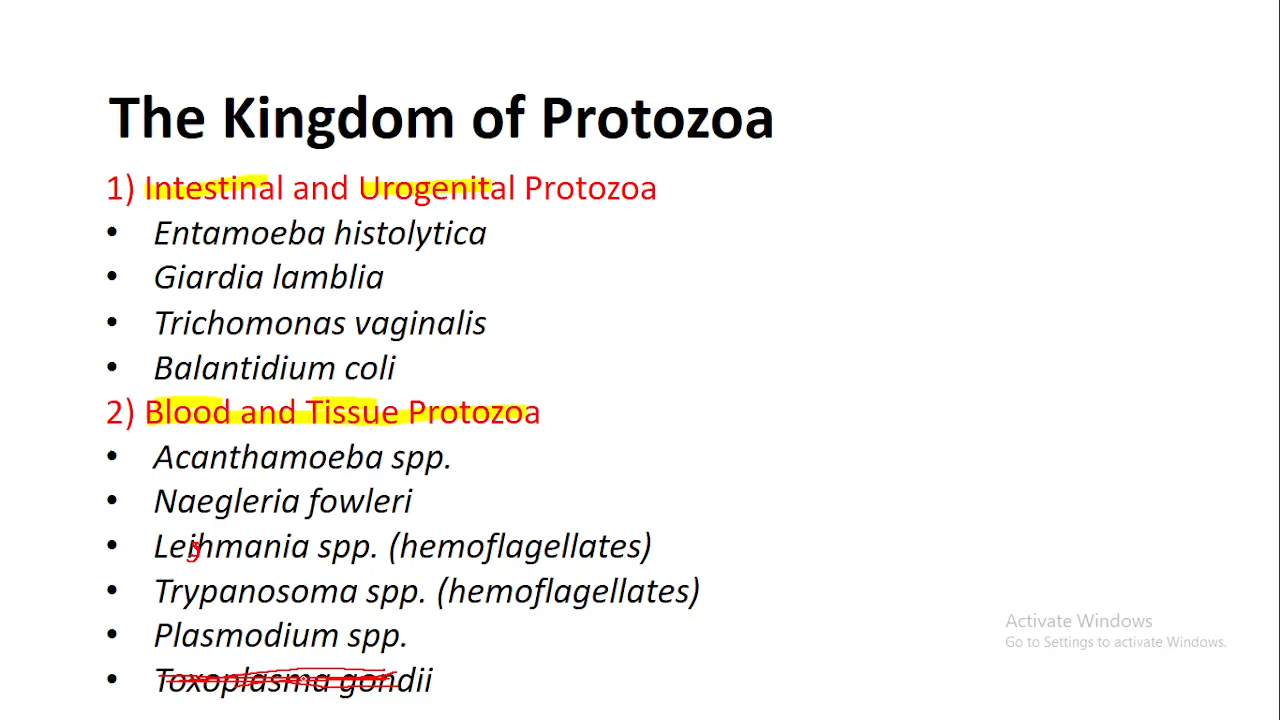 The Kingdom of Protozoa
1) Intestinal and Urogenital Protozoa
• Entamoeba histolytica
• Giardia lamblia
• Trichomonas vaginalis
• Balantidium coli
2) Blood and Tissue Protozoa
• Acanthamoeba spp.
• Naegleria fowleri
• Leishmania spp. (hemoflagellates)
• Trypanosoma spp. (hemoflagellates)
• Plasmodium spp.
• Toxoplasma gondii
Activate Windows
Go to Settings to activate Windows.